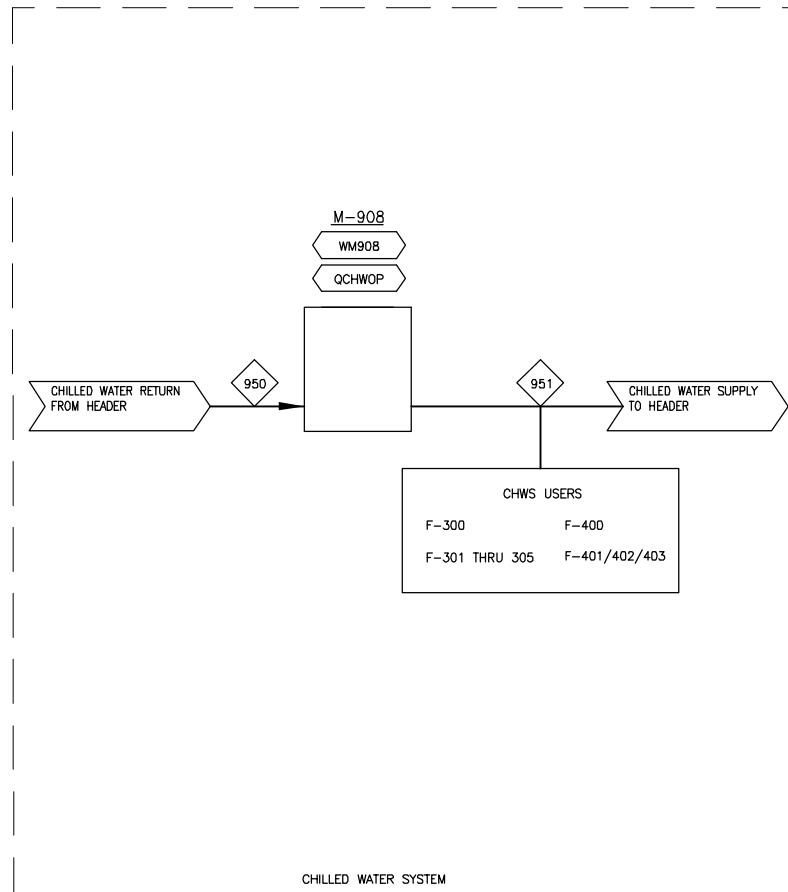 M-908
WM908
QCHWOP
CHILLED WATER RETURN
FROM HEADER
950
951
CHILLED WATER SUPPLY
TO HEADER
CHWS USERS
F-300 F-400
F-301 THRU 305 F-401/402/403
CHILLED WATER SYSTEM